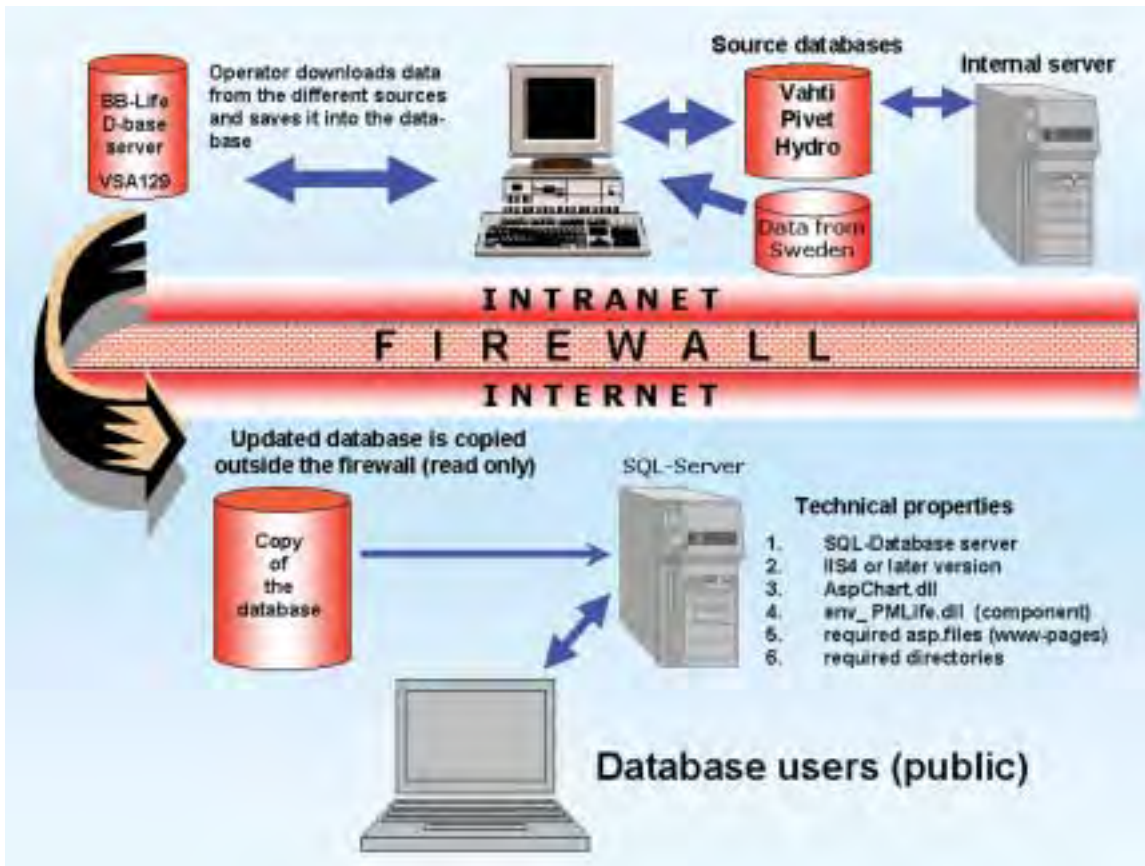 BB-Life
D-base
server
VSA129
Operator downloads data
from the different sources
and saves it into the data-
base
Source databases
Vahti
Pivet
Hydro
Data from
Sweden
Internal server
INTRANET
FIREWALL
INTERNET
Updated database is copied
outside the firewall (read only)
Copy
of
the
database
SQL-Server
Technical properties
1. SQL-Database server
2. IIS4 or later version
3. AspChart.dll
4. env_PMLife.dll (component)
5. required asp.files (www-pages)
6. required directories
Database users (public)